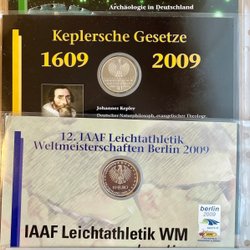 Archäologie in Deutschland
Keplersche Gesetze
1609 2009
Johannes Kepler
Deutscher Naturphilosoph, evangelischer Theologe,
12. IAAF Leichtathletik
Weltmeisterschaften Berlin 2009
berlin
2009
IAAF Leichtathletik WM